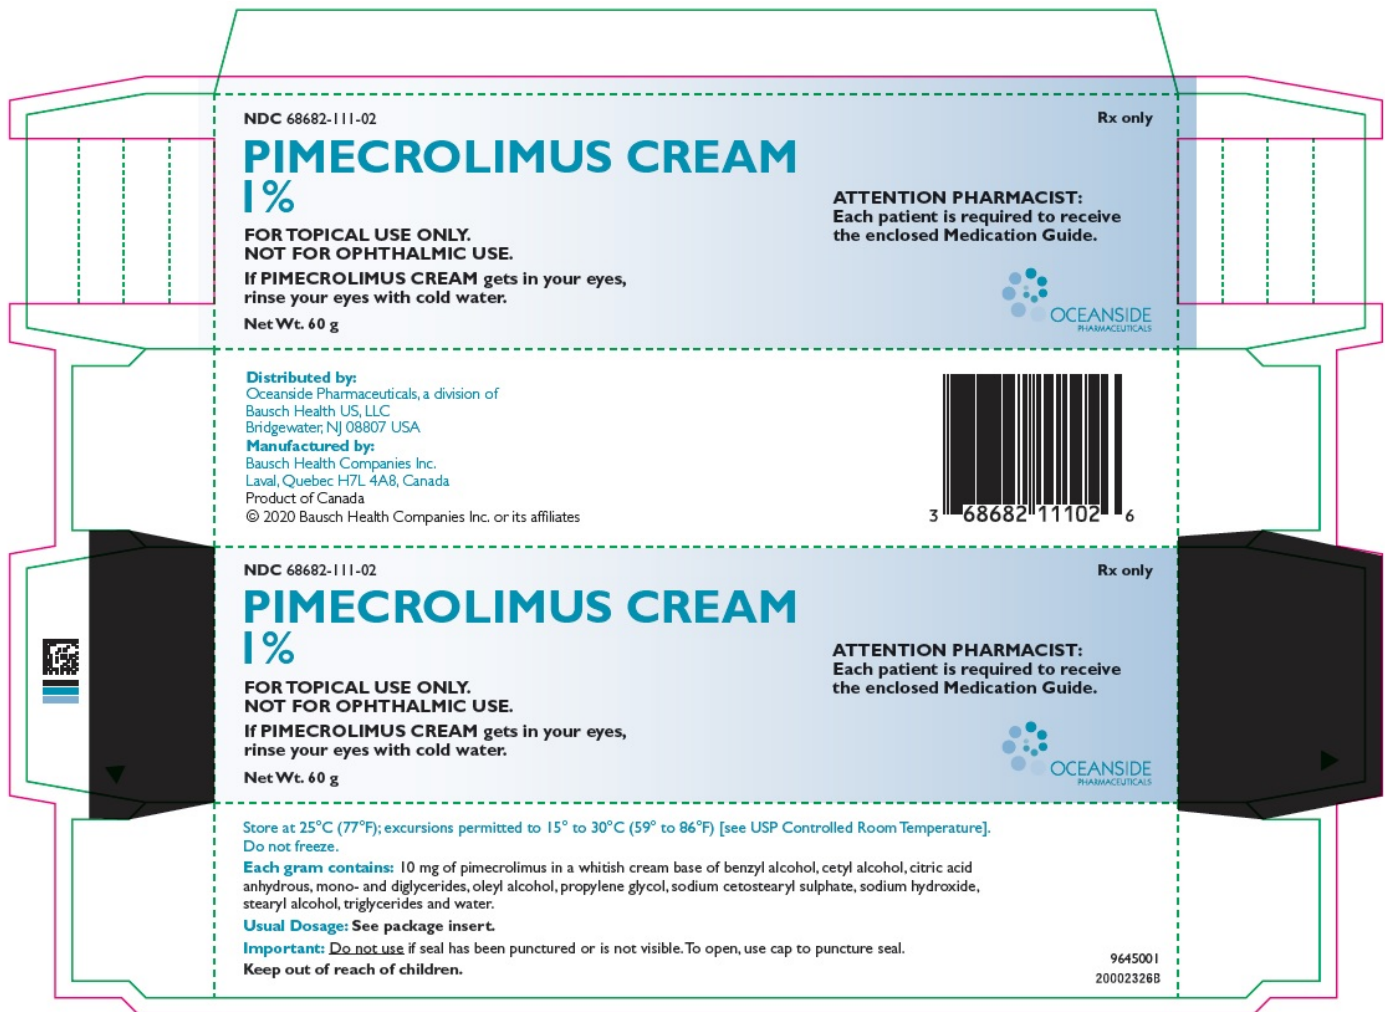 NDC 68682-111-02
Rx only
PIMECROLIMUS CREAM
1%
FOR TOPICAL USE ONLY.
NOT FOR OPHTHALMIC USE.
If PIMECROLIMUS CREAM gets in your eyes,
rinse your eyes with cold water.
Net Wt. 60 g
ATTENTION PHARMACIST:
Each patient is required to receive
the enclosed Medication Guide.
OCEANSIDE
PHARMACEUTICALS
Distributed by:
Oceanside Pharmaceuticals, a division of
Bausch Health US, LLC
Bridgewater, NJ 08807 USA
Manufactured by:
Bausch Health Companies Inc.
Laval, Quebec H7L 4A8, Canada
Product of Canada
© 2020 Bausch Health Companies Inc. or its affiliates
3 68682 11102 6
NDC 68682-111-02
Rx only
PIMECROLIMUS CREAM
1%
FOR TOPICAL USE ONLY.
NOT FOR OPHTHALMIC USE.
If PIMECROLIMUS CREAM gets in your eyes,
rinse your eyes with cold water.
Net Wt. 60 g
ATTENTION PHARMACIST:
Each patient is required to receive
the enclosed Medication Guide.
OCEANSIDE
PHARMACEUTICALS
Store at 25°C (77°F); excursions permitted to 15° to 30°C (59° to 86°F) [see USP Controlled Room Temperature].
Do not freeze.
Each gram contains: 10 mg of pimecrolimus in a whitish cream base of benzyl alcohol, cetyl alcohol, citric acid
anhydrous, mono- and diglycerides, oleyl alcohol, propylene glycol, sodium cetostearyl sulphate, sodium hydroxide,
stearyl alcohol, triglycerides and water.
Usual Dosage: See package insert.
Important: Do not use if seal has been punctured or is not visible. To open, use cap to puncture seal.
Keep out of reach of children.
9645001
20002326B